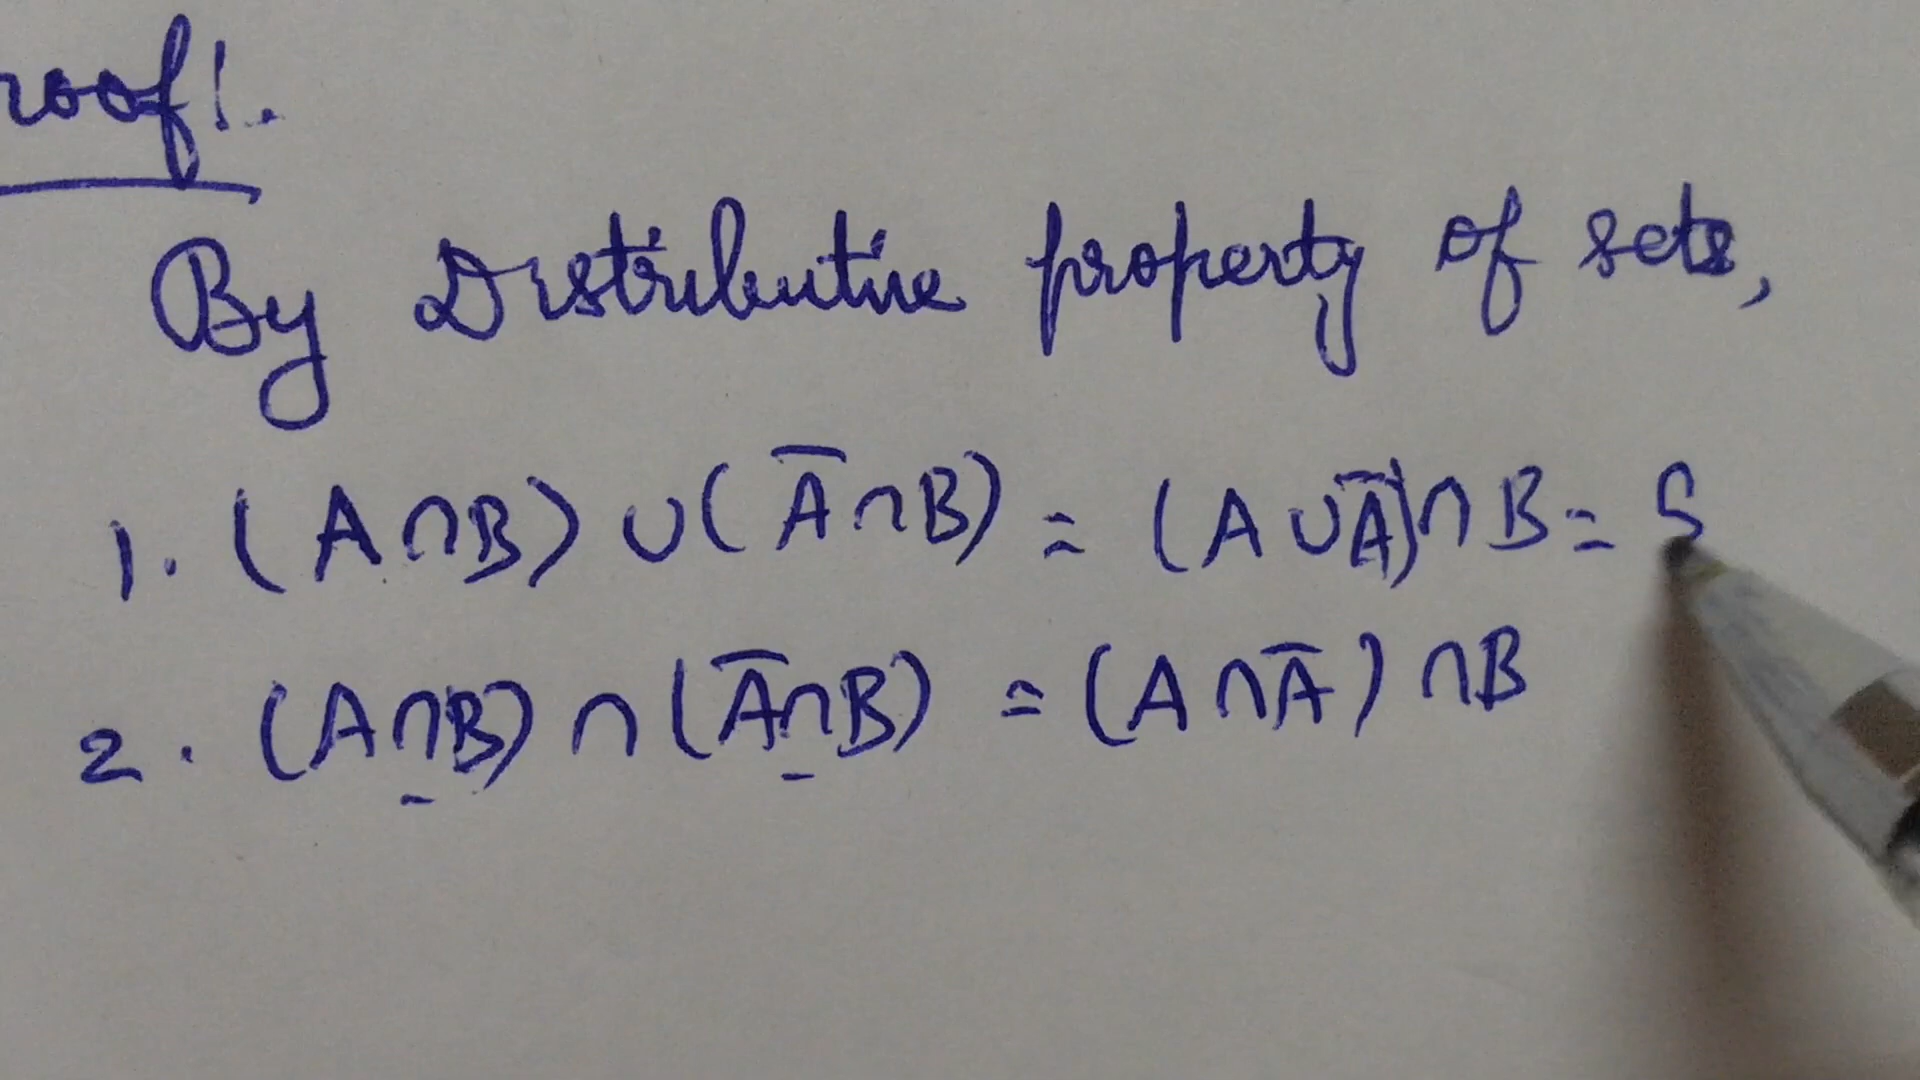 roof:.
By Distributive property of sets,
1. (A∩B) ∪ (A̅∩B) = (A∪A̅)∩B = S
2. (A∩B) ∩ (A̅∩B) = (A∩A̅)∩B